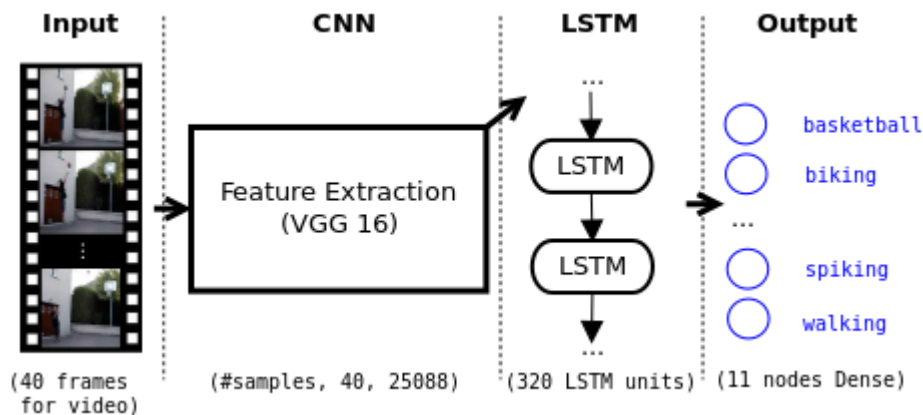 Input
CNN
LSTM
Output
Feature Extraction
(VGG 16)
...
LSTM
LSTM
...
basketball
biking
...
spiking
walking
(40 frames
for video)
(#samples, 40, 25088)
(320 LSTM units)
(11 nodes Dense)